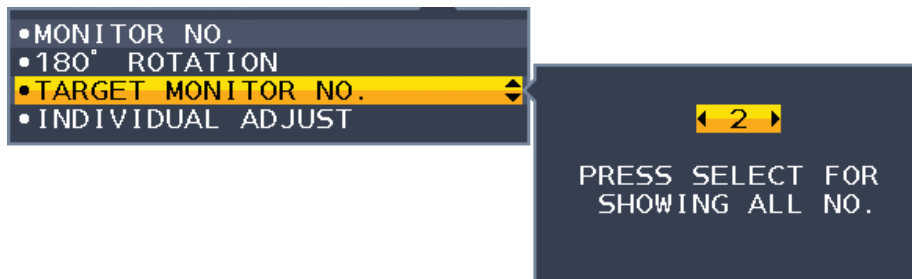 •MONITOR NO.
•180° ROTATION
•TARGET MONITOR NO.
•INDIVIDUAL ADJUST
2
PRESS SELECT FOR
SHOWING ALL NO.